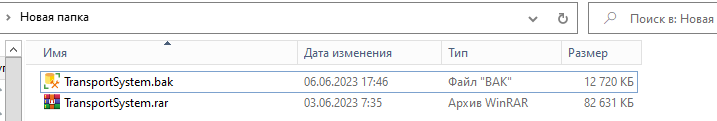 Новая папка
Поиск в: Новая
Имя Дата изменения Тип Размер
TransportSystem.bak 06.06.2023 17:46 Файл "BAK" 12 720 КБ
TransportSystem.rar 03.06.2023 7:35 Архив WinRAR 82 631 КБ